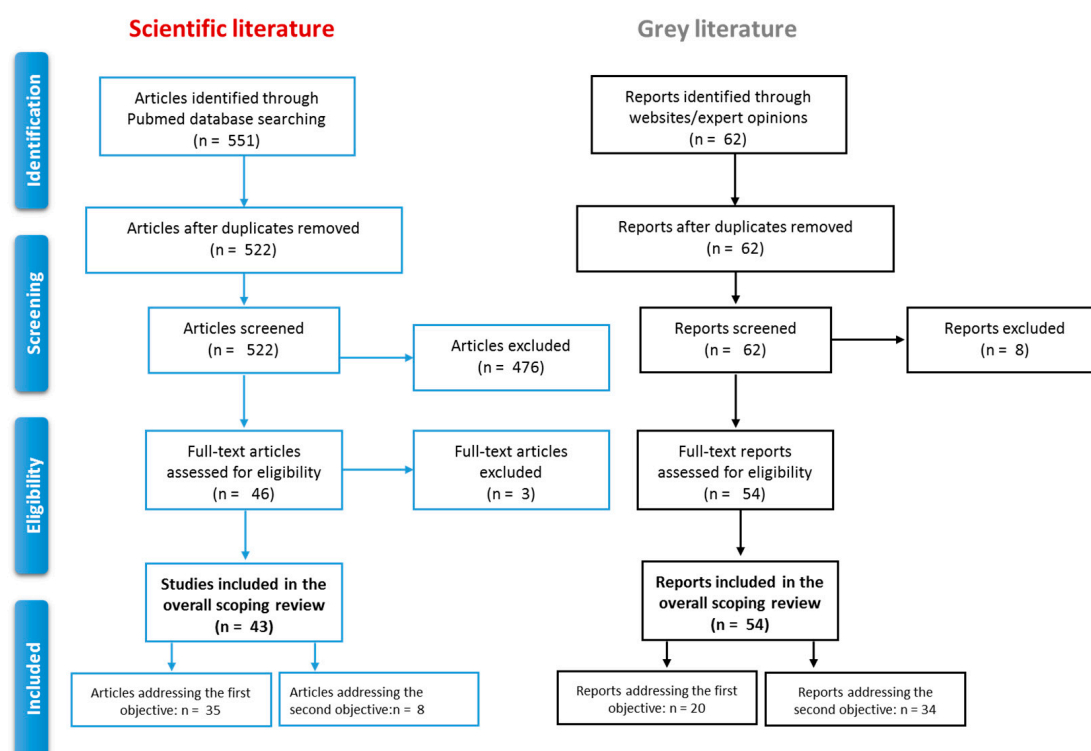 Scientific literature
Grey literature
Identification
Articles identified through
Pubmed database searching
(n = 551)
Reports identified through
websites/expert opinions
(n = 62)
Articles after duplicates removed
(n = 522)
Reports after duplicates removed
(n = 62)
Screening
Articles screened
(n = 522)
Articles excluded
(n = 476)
Reports screened
(n = 62)
Reports excluded
(n = 8)
Eligibility
Full-text articles
assessed for eligibility
(n = 46)
Full-text articles
excluded
(n = 3)
Full-text reports
assessed for eligibility
(n = 54)
Included
Studies included in the
overall scoping review
(n = 43)
Reports included in the
overall scoping review
(n = 54)
Articles addressing the first
objective: n = 35
Articles addressing the
second objective:n = 8
Reports addressing the first
objective: n = 20
Reports addressing the
second objective: n = 34